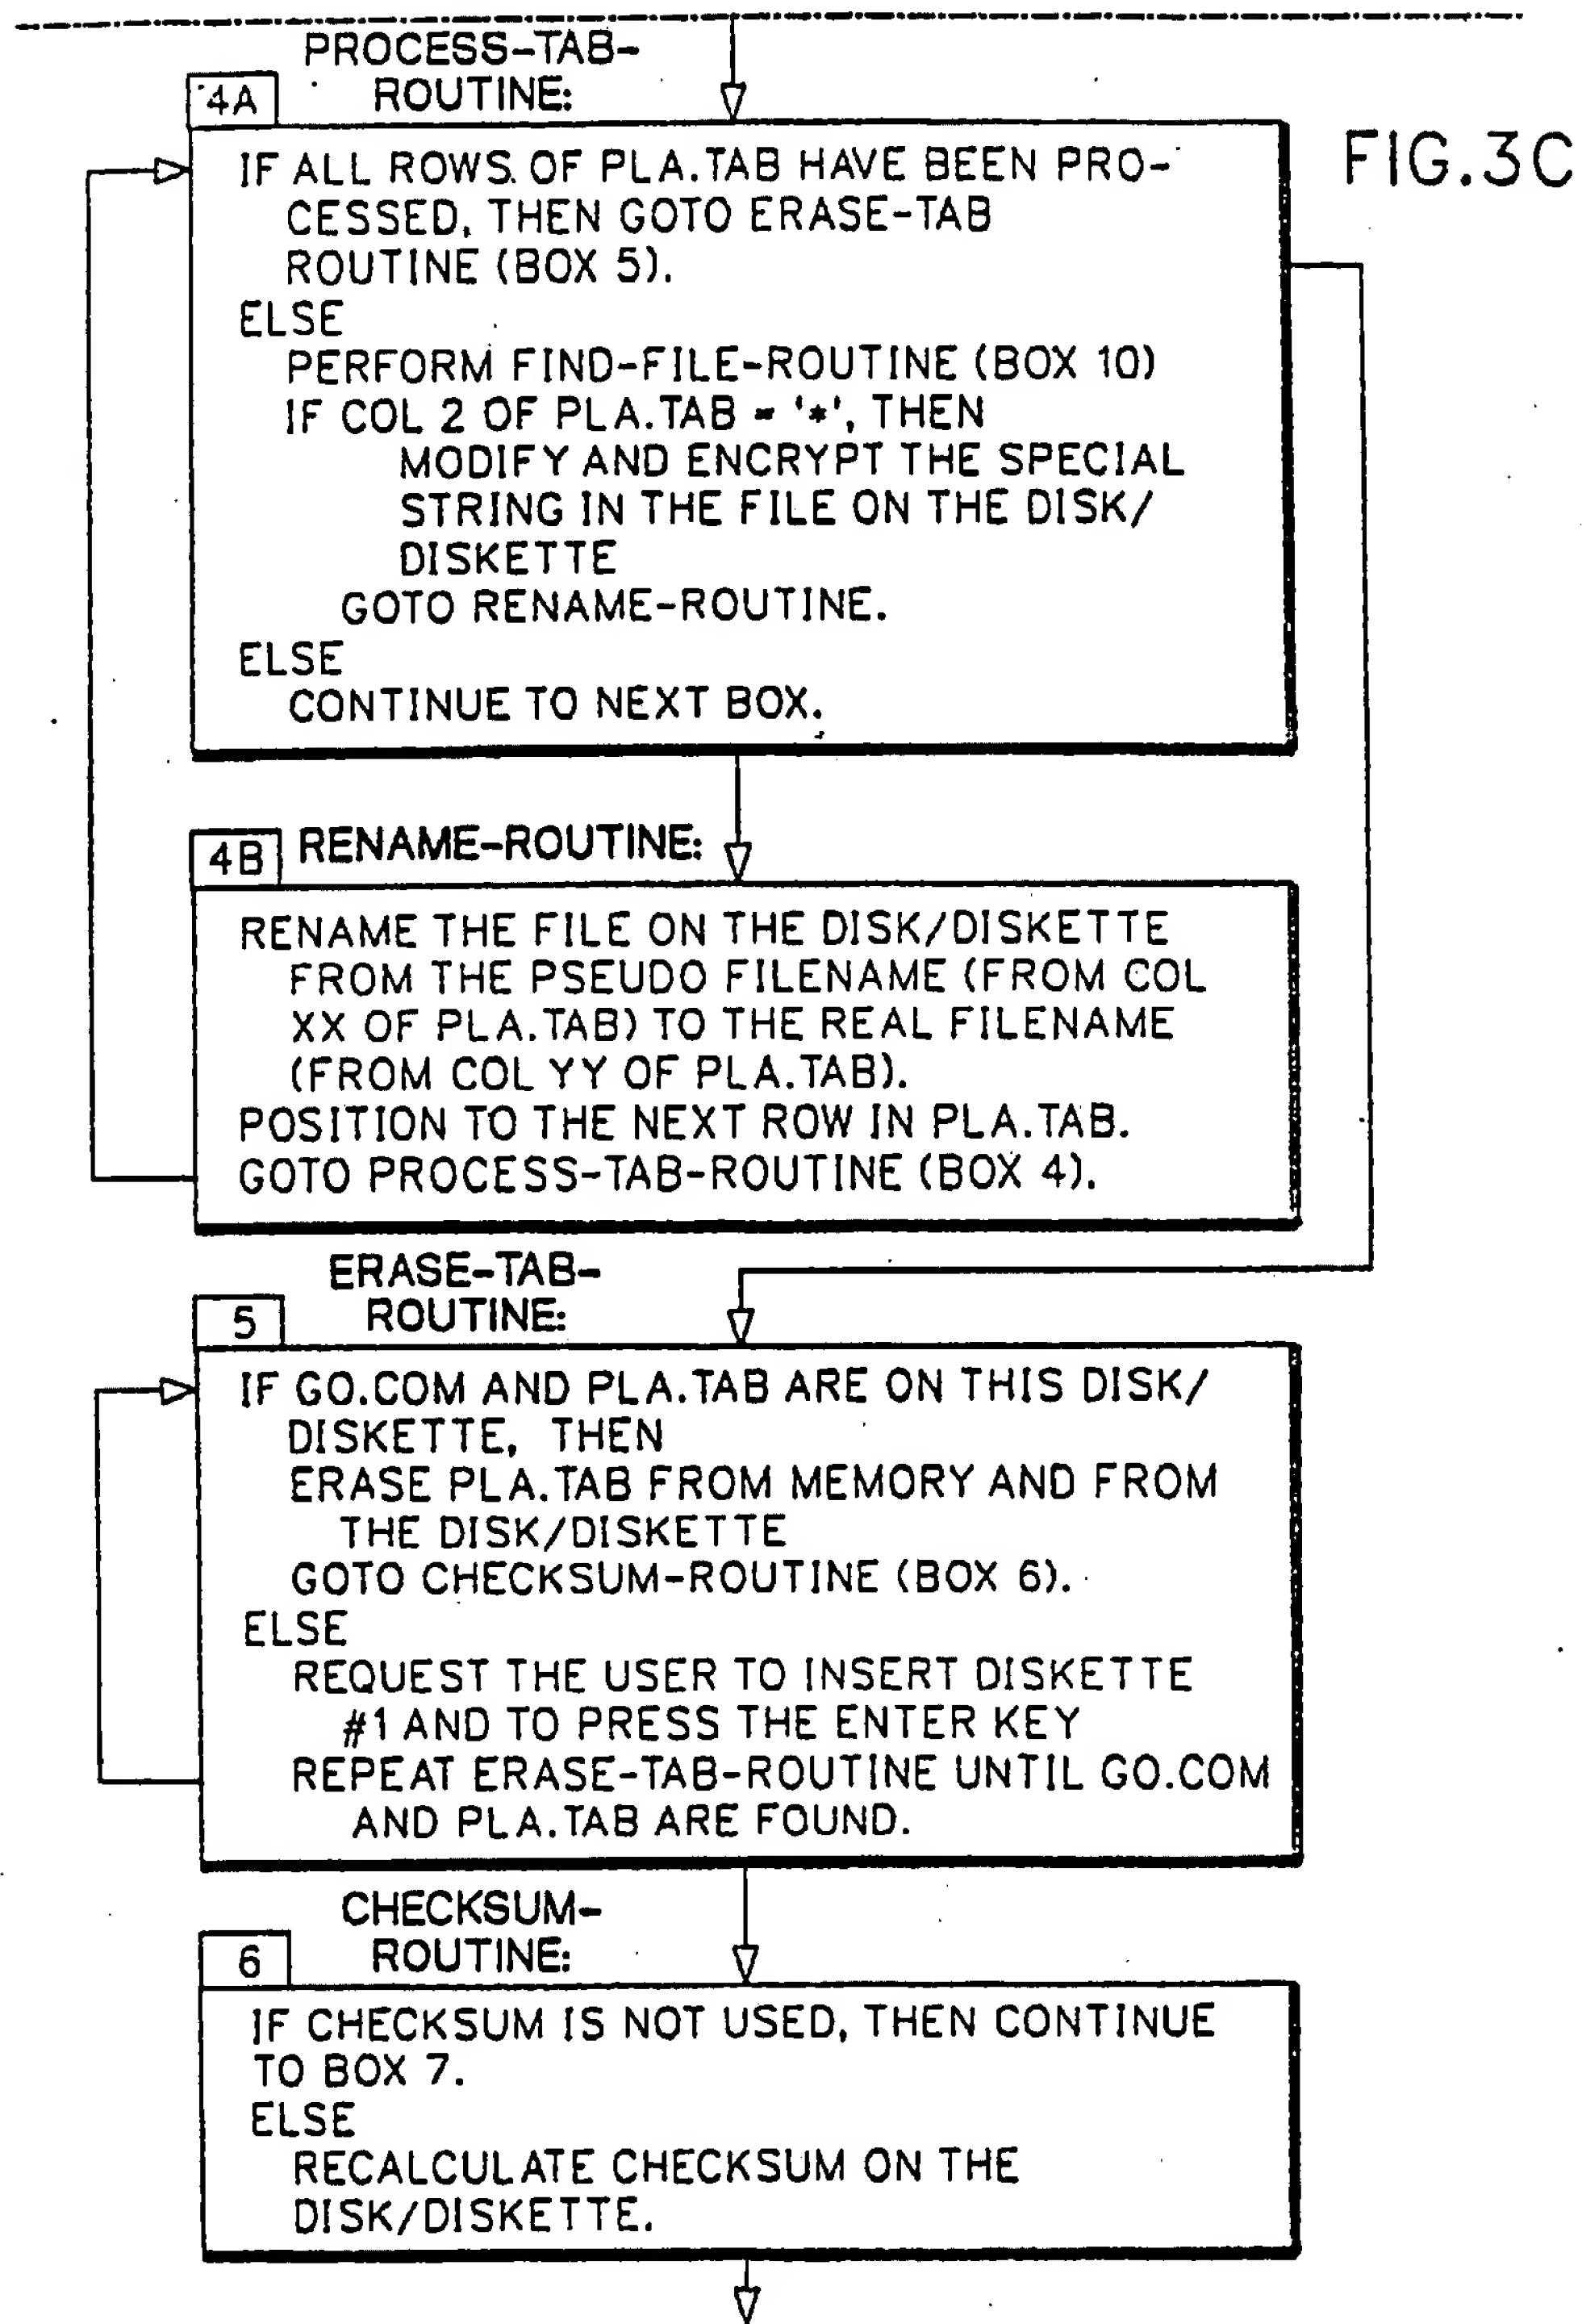 PROCESS-TAB-
ROUTINE:
4A
FIG.3C
IF ALL ROWS OF PLA.TAB HAVE BEEN PRO-
CESSED, THEN GOTO ERASE-TAB
ROUTINE (BOX 5).
ELSE
PERFORM FIND-FILE-ROUTINE (BOX 10)
IF COL 2 OF PLA.TAB = '*', THEN
MODIFY AND ENCRYPT THE SPECIAL
STRING IN THE FILE ON THE DISK/
DISKETTE
GOTO RENAME-ROUTINE.
ELSE
CONTINUE TO NEXT BOX.
4B RENAME-ROUTINE:
RENAME THE FILE ON THE DISK/DISKETTE
FROM THE PSEUDO FILENAME (FROM COL
XX OF PLA.TAB) TO THE REAL FILENAME
(FROM COL YY OF PLA.TAB).
POSITION TO THE NEXT ROW IN PLA.TAB.
GOTO PROCESS-TAB-ROUTINE (BOX 4).
ERASE-TAB-
ROUTINE:
5
IF GO.COM AND PLA.TAB ARE ON THIS DISK/
DISKETTE, THEN
ERASE PLA.TAB FROM MEMORY AND FROM
THE DISK/DISKETTE
GOTO CHECKSUM-ROUTINE (BOX 6).
ELSE
REQUEST THE USER TO INSERT DISKETTE
#1 AND TO PRESS THE ENTER KEY
REPEAT ERASE-TAB-ROUTINE UNTIL GO.COM
AND PLA.TAB ARE FOUND.
CHECKSUM-
ROUTINE:
6
IF CHECKSUM IS NOT USED, THEN CONTINUE
TO BOX 7.
ELSE
RECALCULATE CHECKSUM ON THE
DISK/DISKETTE.